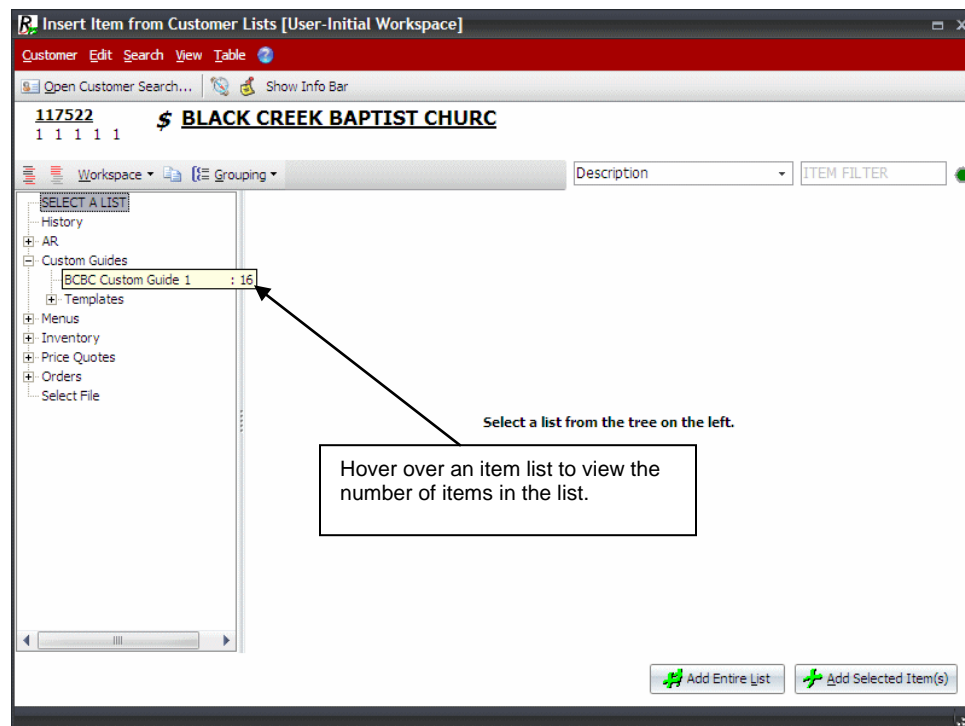 Insert Item from Customer Lists [User-Initial Workspace]
Customer Edit Search View Table
Open Customer Search... Show Info Bar
117522 $ BLACK CREEK BAPTIST CHURC
1 1 1 1 1
Workspace Grouping Description ITEM FILTER
SELECT A LIST
History
AR
Custom Guides
BCBC Custom Guide 1 : 16
Templates
Menus
Inventory
Price Quotes
Orders
Select File
Select a list from the tree on the left.
Hover over an item list to view the
number of items in the list.
Add Entire List Add Selected Item(s)